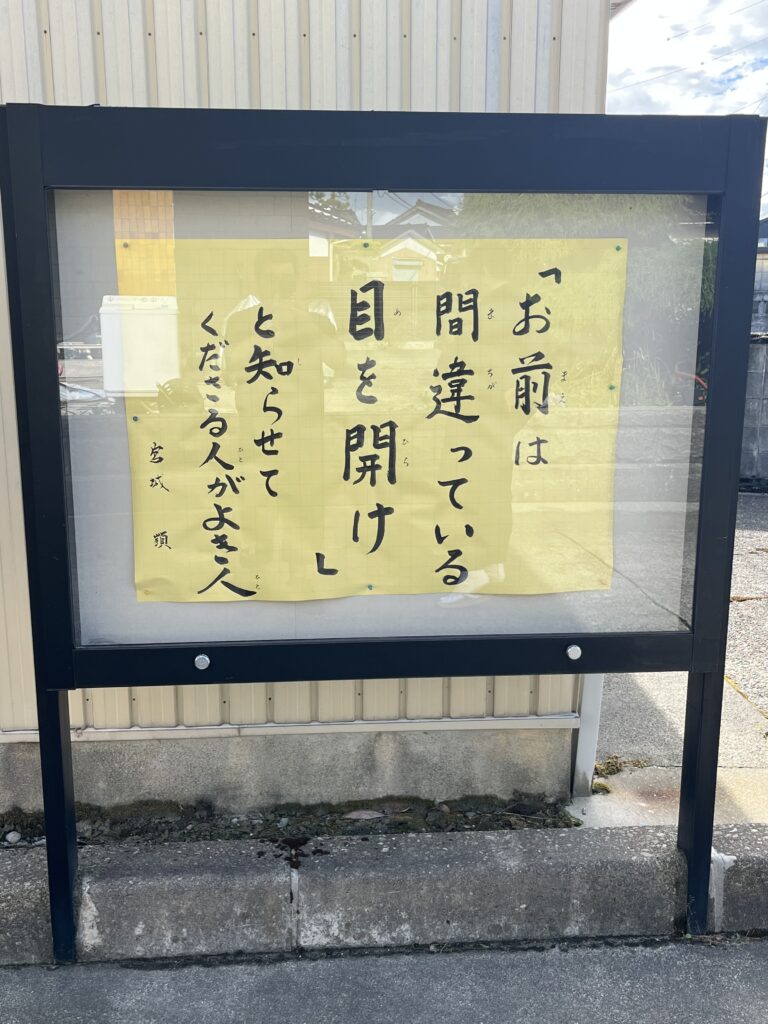 「お前は
間違っている
目を開け」
と知らせて
くださる人がよき人
宮城 顗